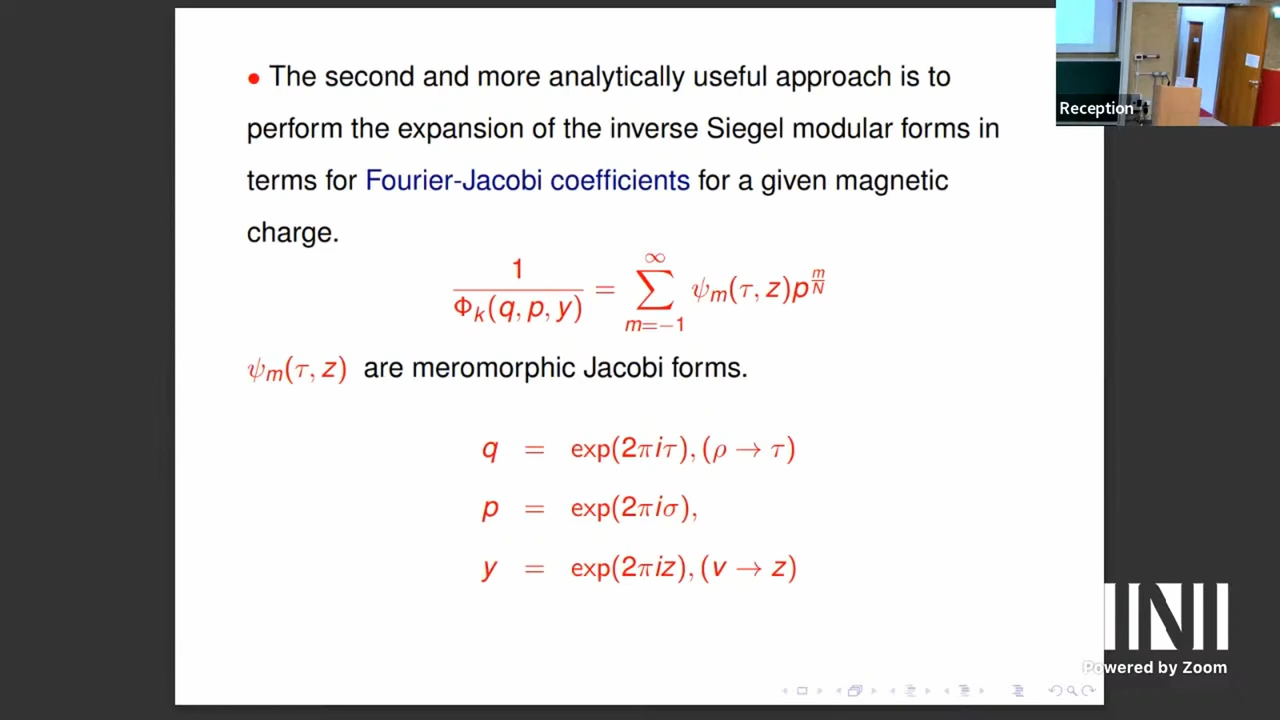 • The second and more analytically useful approach is to
perform the expansion of the inverse Siegel modular forms in
terms for Fourier-Jacobi coefficients for a given magnetic
charge.
1/Φ_k(q, p, y) = ∑_{m=−1}^{∞} ψ_m(τ, z)p^{m/N}
ψ_m(τ, z) are meromorphic Jacobi forms.
q = exp(2πiτ), (ρ → τ)
p = exp(2πiσ),
y = exp(2πiz), (v → z)
Reception
Powered by Zoom